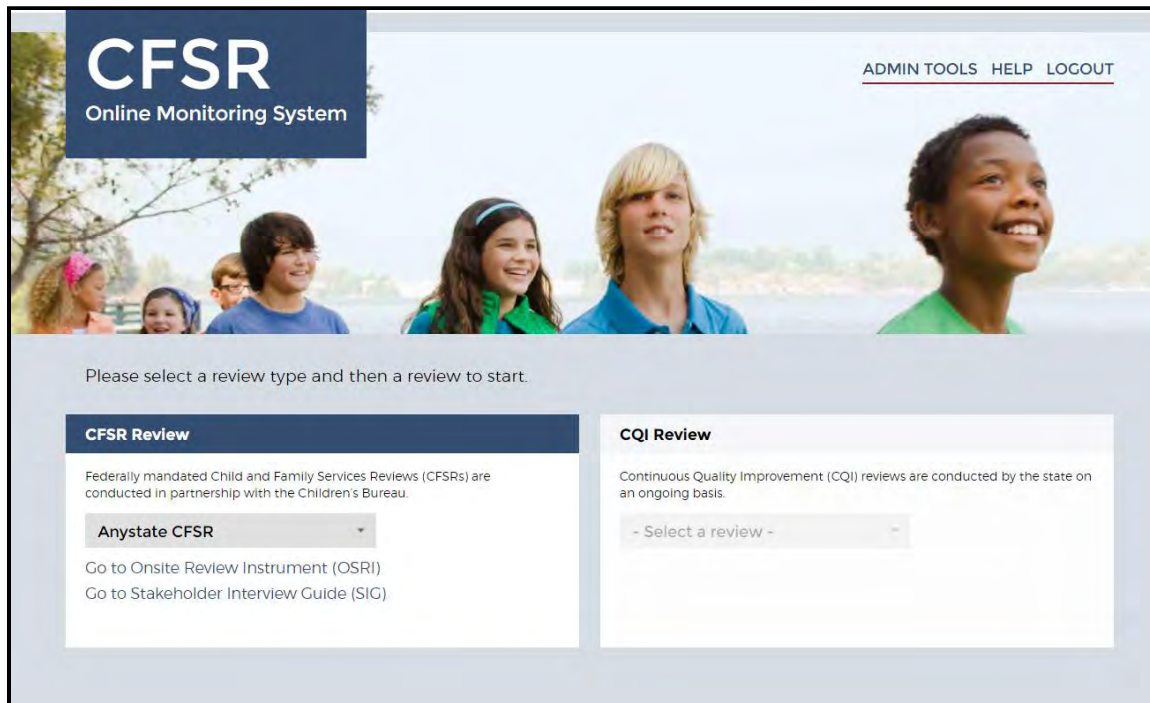 CFSR
Online Monitoring System
ADMIN TOOLS HELP LOGOUT
Please select a review type and then a review to start.
CFSR Review
Federally mandated Child and Family Services Reviews (CFSRs) are
conducted in partnership with the Children's Bureau.
Anystate CFSR
Go to Onsite Review Instrument (OSRI)
Go to Stakeholder Interview Guide (SIG)
CQI Review
Continuous Quality Improvement (CQI) reviews are conducted by the state on
an ongoing basis.
- Select a review -